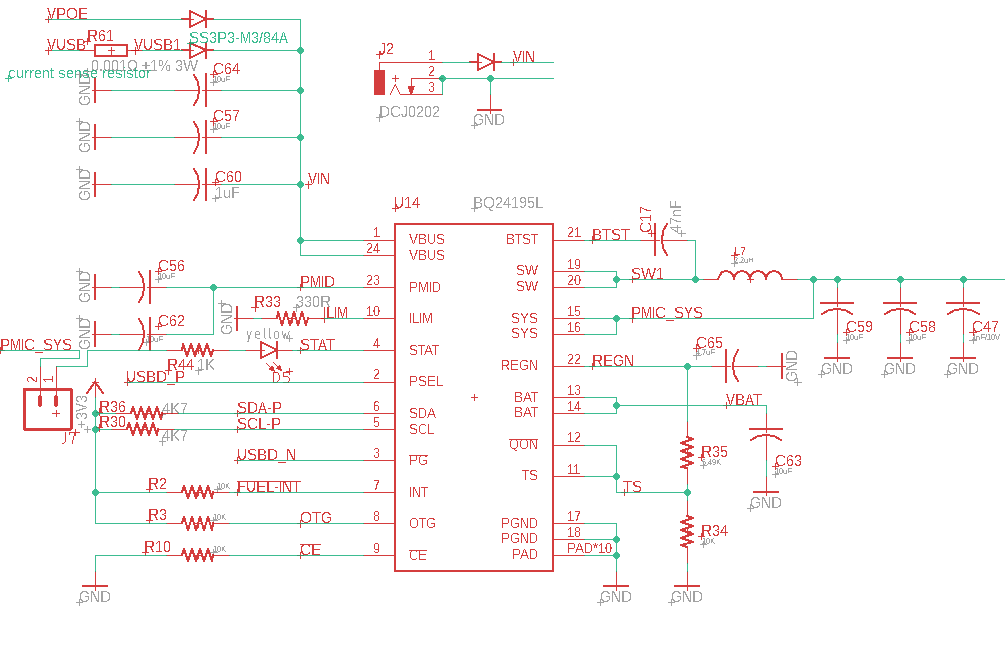 VPOE
VUSB
R61
VUSB1
SS3P3-M3/84A
0.001Ω ±1% 3W
current sense resistor
GND
C64
10uF
GND
C57
10uF
GND
C60
1uF
VIN
J2
1
2
3
DCJ0202
VIN
GND
U14
BQ24195L
1
VBUS
24
VBUS
23
PMID
10
ILIM
4
STAT
2
PSEL
6
SDA
5
SCL
3
PG
7
INT
8
OTG
9
CE
BTST
21
SW
19
SW
20
SYS
15
SYS
16
REGN
22
BAT
13
BAT
14
QON
12
TS
11
PGND
17
PGND
18
PAD
PAD*10
GND
C56
10uF
PMID
GND
C62
10uF
GND
R33
330R
ILIM
PMIC_SYS
R44
1K
yellow
D5
STAT
2
1
J7
USBD_P
+3V3
R36
4K7
SDA-P
R30
4K7
SCL-P
USBD_N
R2
10K
FUEL-INT
R3
10K
OTG
R10
10K
CE
GND
BTST
C17
47nF
SW1
L7
2.2uH
PMIC_SYS
C59
10uF
GND
C58
10uF
GND
C47
1nF/10V
GND
REGN
C65
4.7uF
GND
VBAT
C63
10uF
GND
R35
5.49K
TS
R34
10K
GND
GND